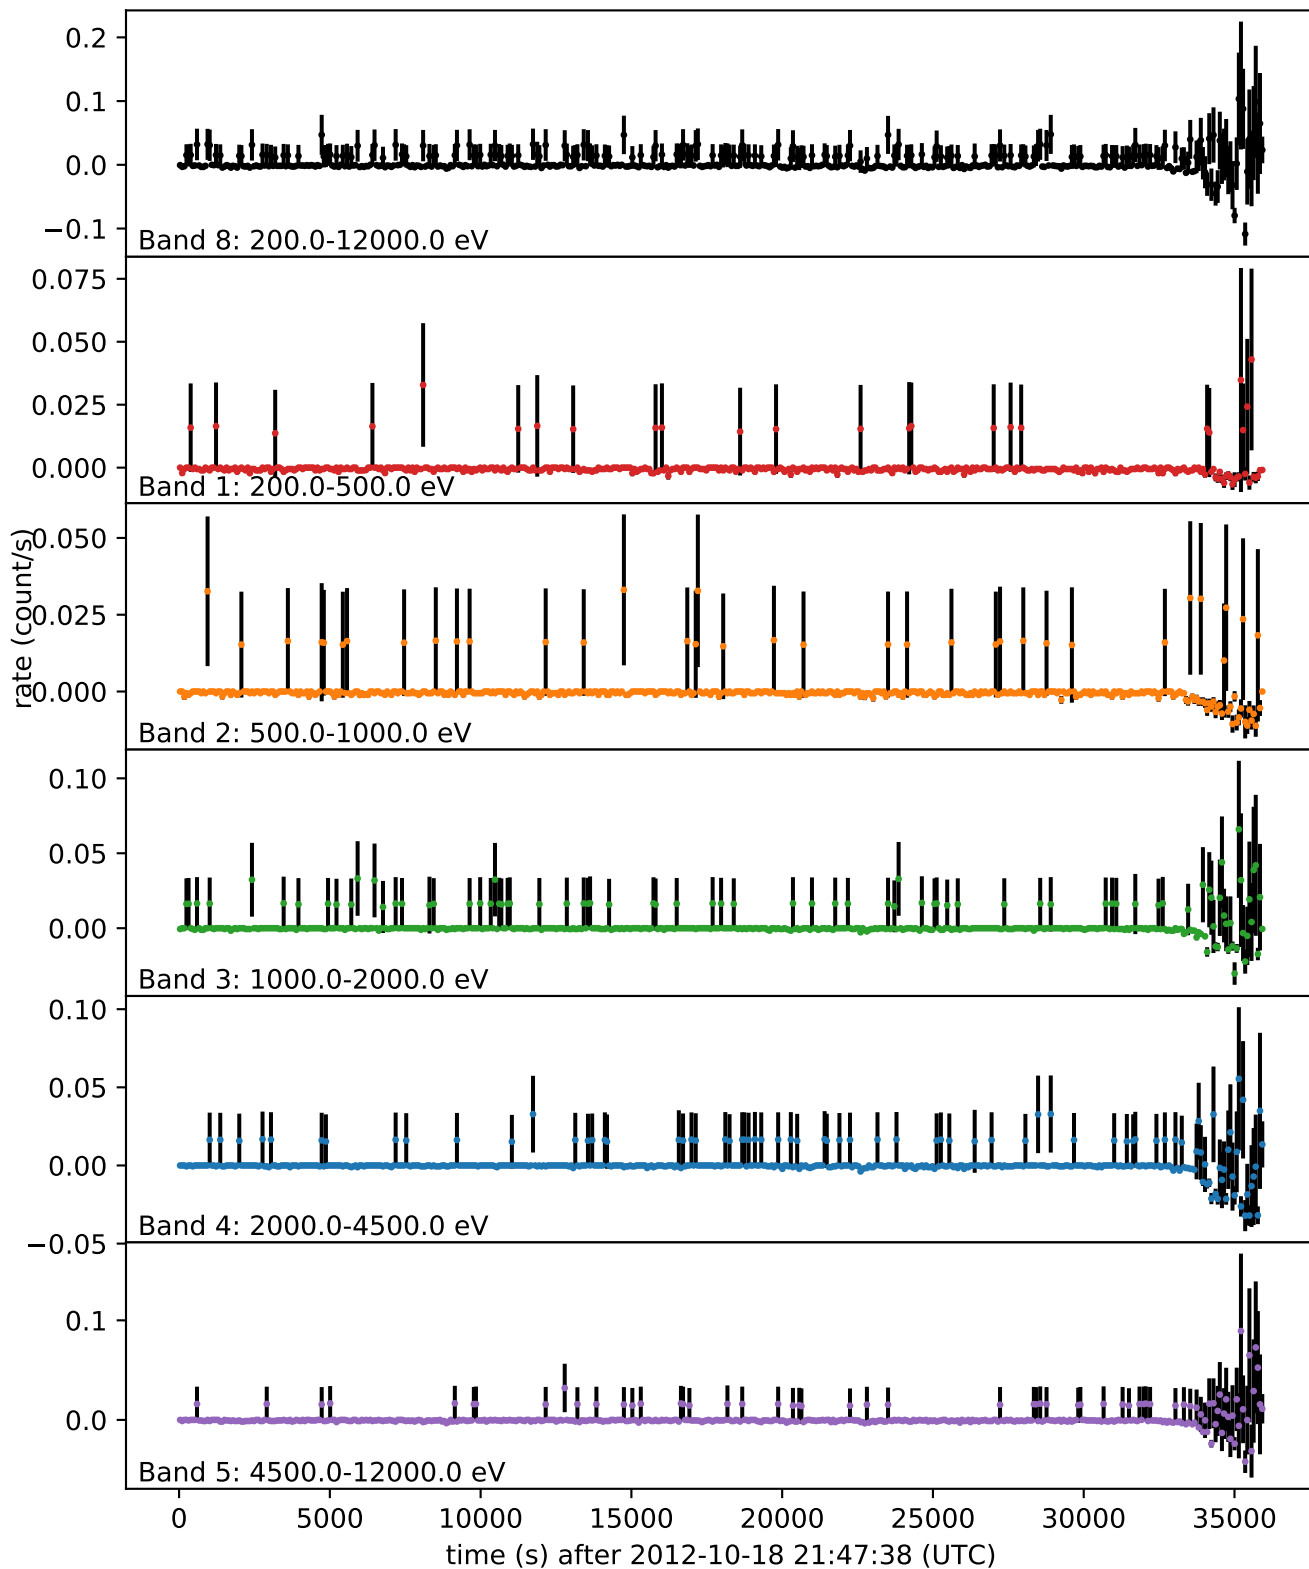 0.2
0.1
0.0
−0.1
Band 8: 200.0-12000.0 eV
0.075
0.050
0.025
0.000
Band 1: 200.0-500.0 eV
rate (count/s)
0.050
0.025
0.000
Band 2: 500.0-1000.0 eV
0.10
0.05
0.00
Band 3: 1000.0-2000.0 eV
0.10
0.05
0.00
−0.05
Band 4: 2000.0-4500.0 eV
0.1
0.0
Band 5: 4500.0-12000.0 eV
0 5000 10000 15000 20000 25000 30000 35000
time (s) after 2012-10-18 21:47:38 (UTC)